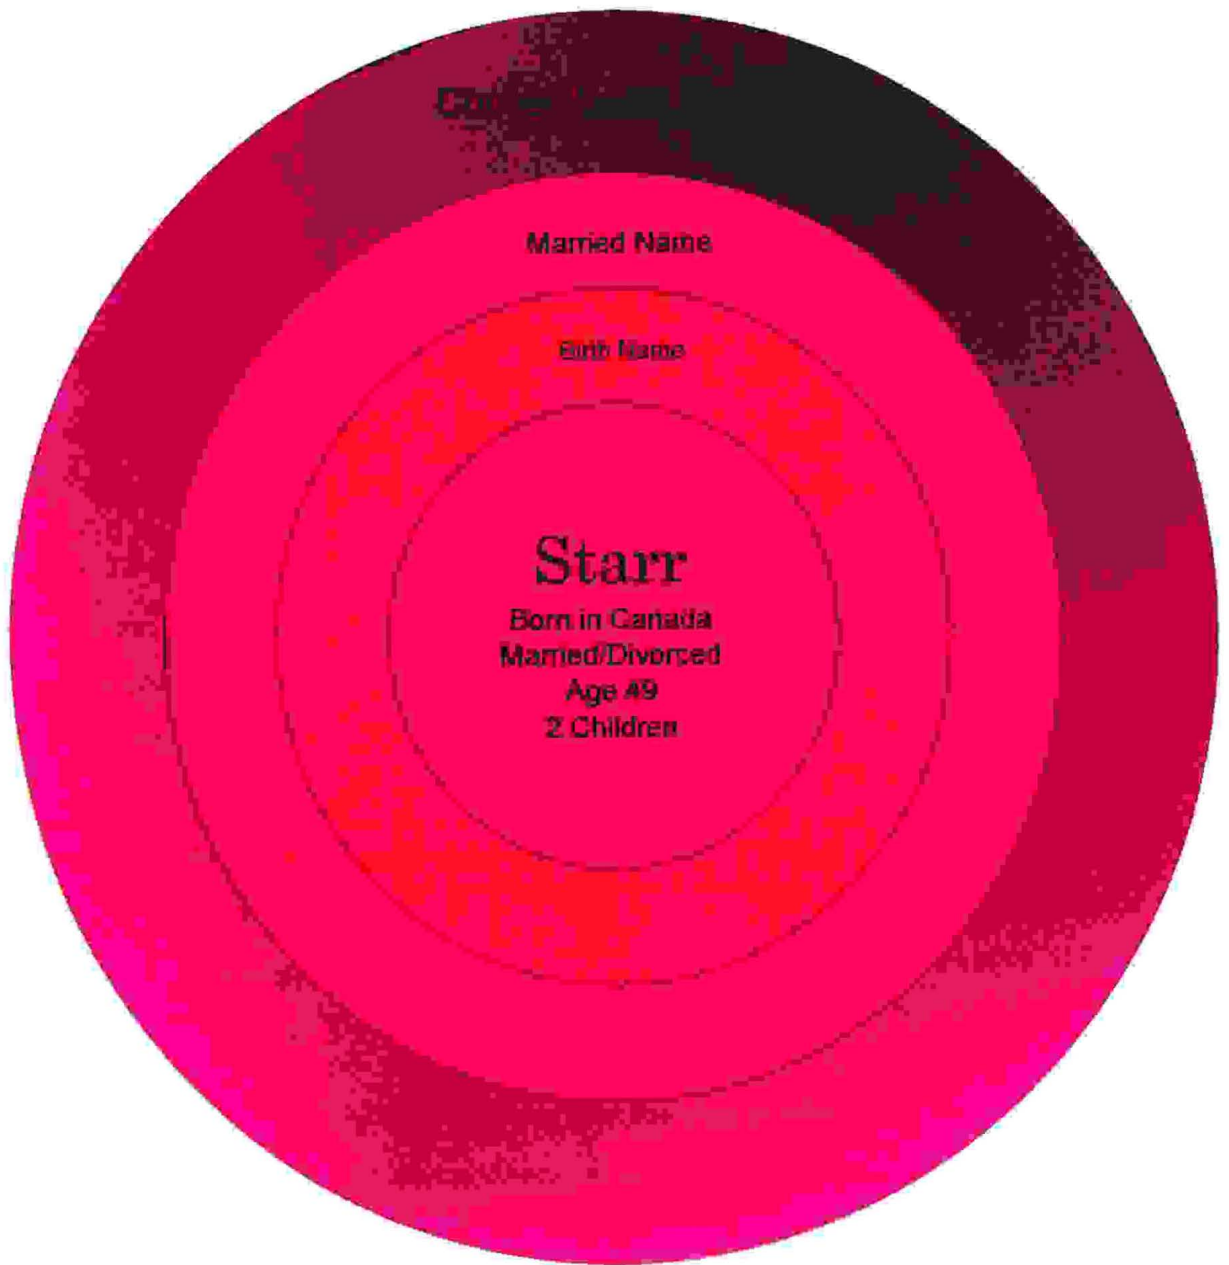 Married Name
Birth Name
Starr
Born in Canada
Married/Divorced
Age 49
2 Children